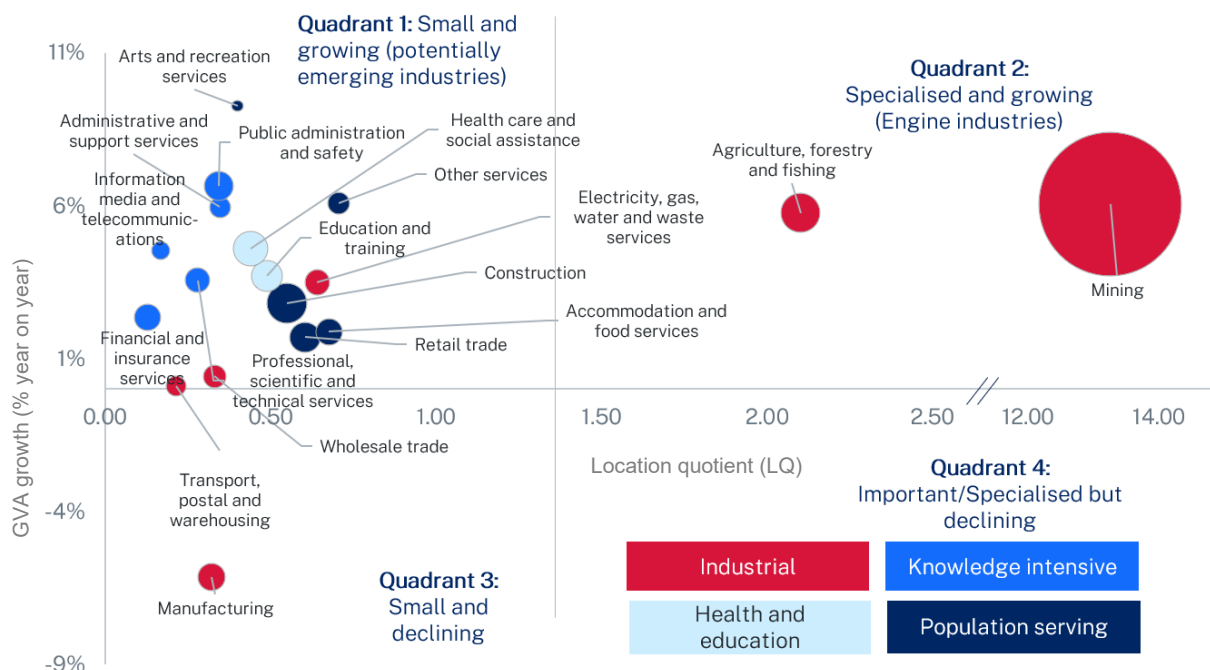 Quadrant 1: Small and
growing (potentially
emerging industries)
11%
Arts and recreation
services
Quadrant 2:
Specialised and growing
(Engine industries)
Administrative and
support services
Public administration
and safety
Health care and
social assistance
Agriculture, forestry
and fishing
Information
media and
telecommunic-
ations
Other services
6%
Electricity, gas,
water and waste
services
Education and
training
Construction
Mining
Accommodation and
food services
Retail trade
Financial and
insurance
services
1%
Professional,
scientific and
technical services
0.00
0.50
1.00
1.50
2.00
2.50
12.00
14.00
Wholesale trade
Location quotient (LQ)
GVA growth (% year on year)
Transport,
postal and
warehousing
-4%
Quadrant 4:
Important/Specialised but
declining
Manufacturing
Quadrant 3:
Small and
declining
Industrial
Knowledge intensive
Health and
education
Population serving
-9%